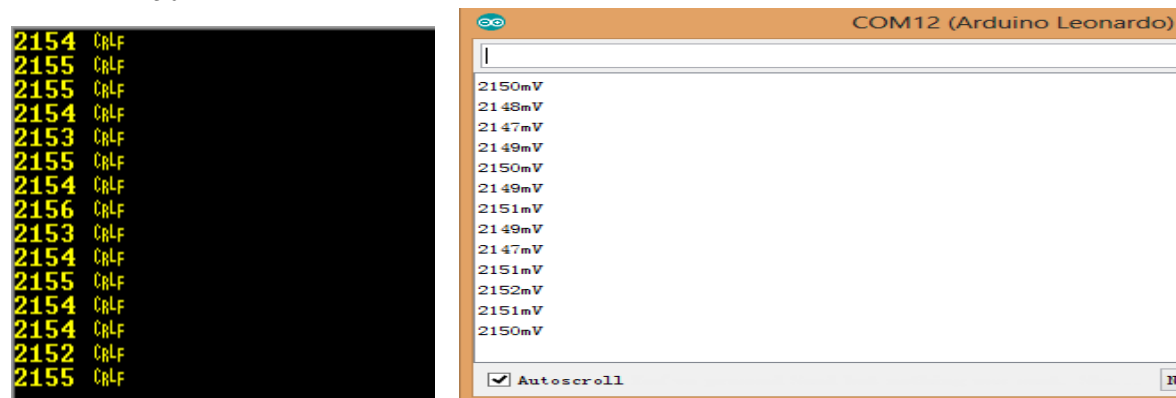 2154 CRLF
2155 CRLF
2155 CRLF
2154 CRLF
2153 CRLF
2155 CRLF
2154 CRLF
2156 CRLF
2153 CRLF
2154 CRLF
2155 CRLF
2154 CRLF
2154 CRLF
2152 CRLF
2155 CRLF
COM12 (Arduino Leonardo)
2150mV
2148mV
2147mV
2149mV
2150mV
2149mV
2151mV
2149mV
2147mV
2151mV
2152mV
2151mV
2150mV
Autoscroll